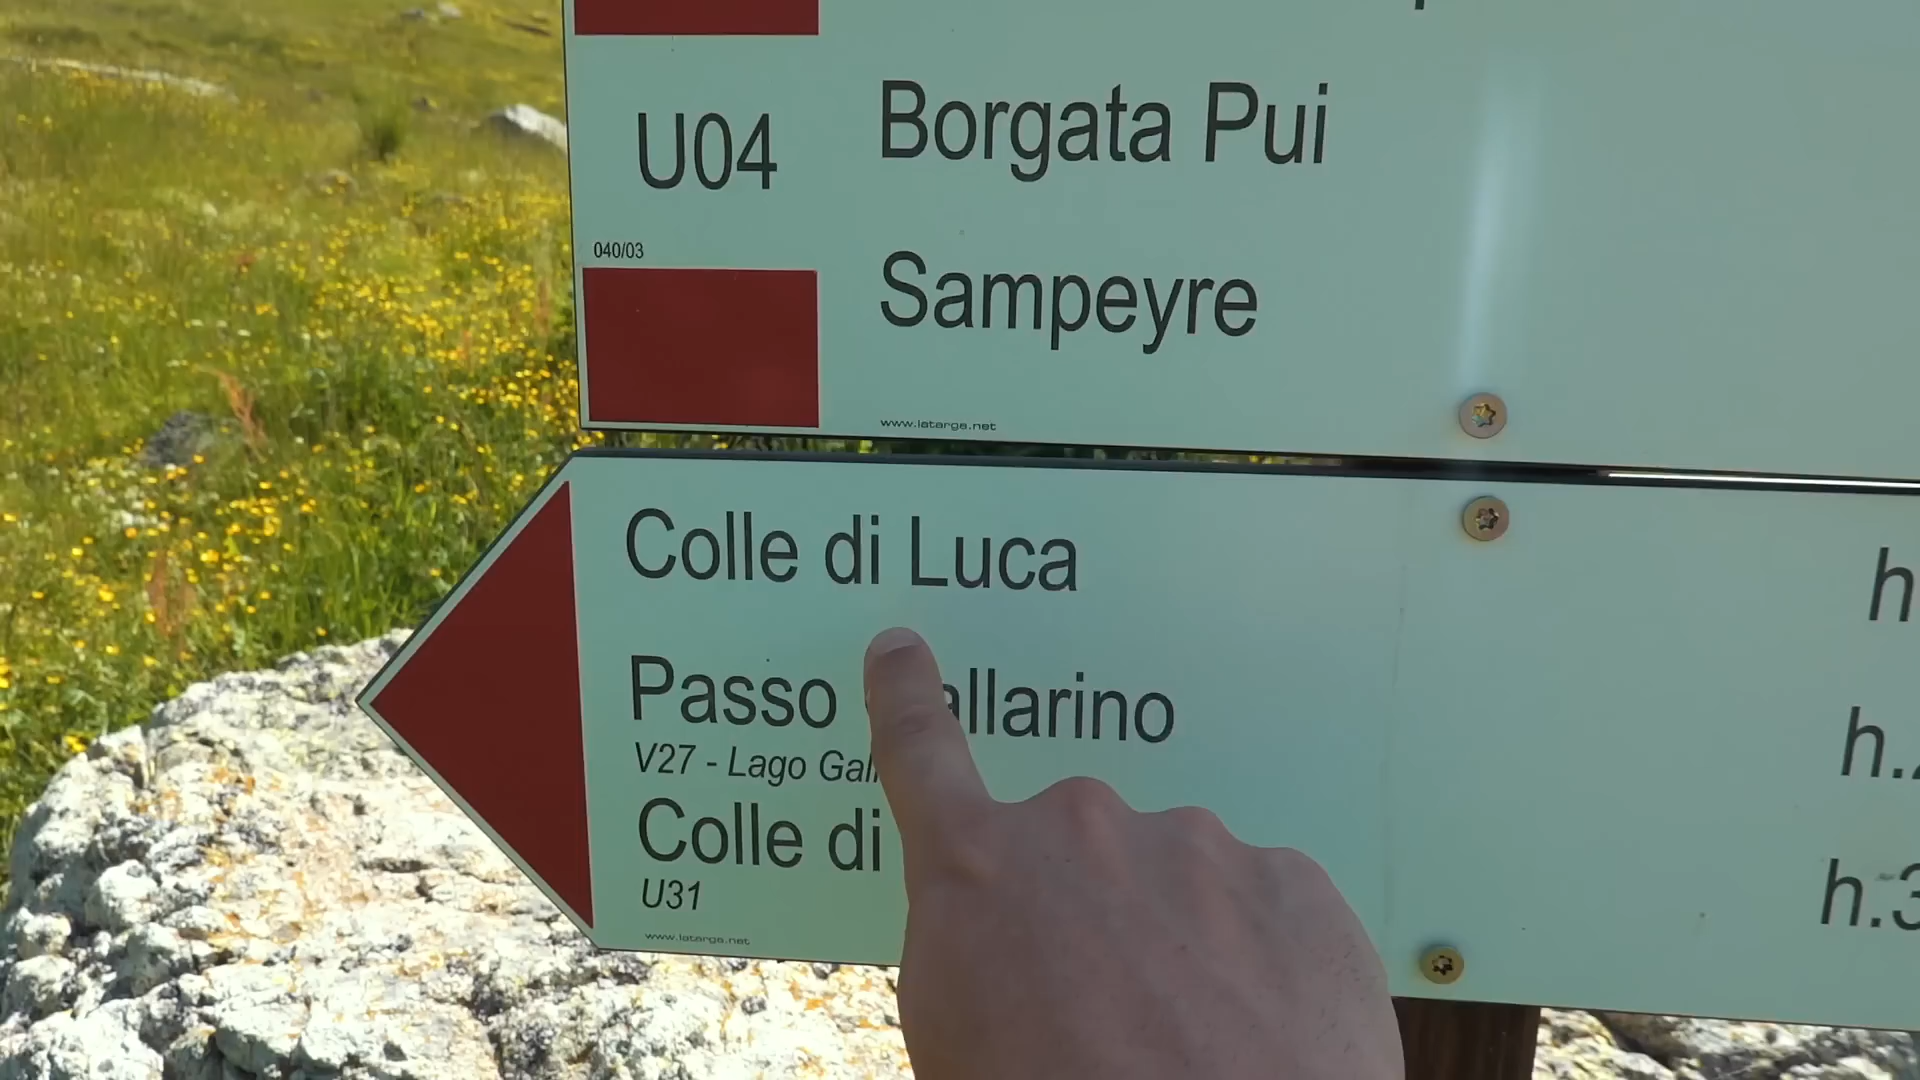 U04
Borgata Pui
040/03
Sampeyre
www.latarge.net
Colle di Luca
h
Passo allarino
h.
V27 - Lago Gal
Colle di
h.3
U31
www.latarge.net